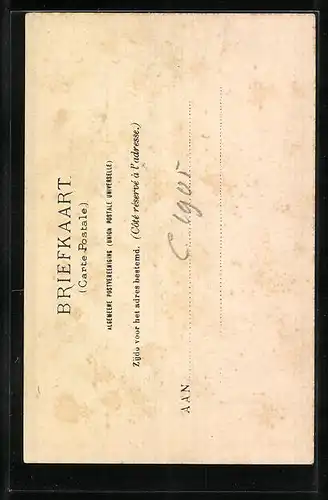 BRIEFKAART
(Carte Postale)
ALGEMEENE POSTVEREENIGING (UNION POSTALE UNIVERSELLE)
Zijde voor het adres bestemd. (Côté réservé à l'adresse.)
AAN
C 1905